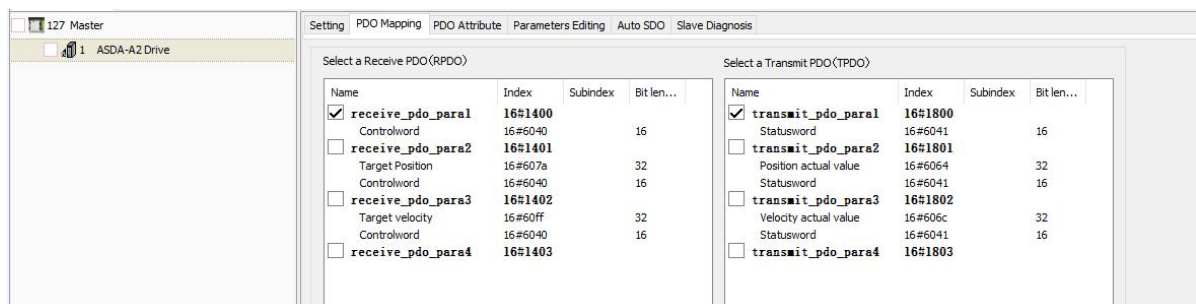 127 Master
1 ASDA-A2 Drive
Setting PDO Mapping PDO Attribute Parameters Editing Auto SDO Slave Diagnosis
Select a Receive PDO(RPDO)
Name Index Subindex Bit len...
receive_pdo_para1 16#1400
Controlword 16#6040 16
receive_pdo_para2 16#1401
Target Position 16#607a 32
Controlword 16#6040 16
receive_pdo_para3 16#1402
Target velocity 16#60ff 32
Controlword 16#6040 16
receive_pdo_para4 16#1403
Select a Transmit PDO(TPDO)
Name Index Subindex Bit len...
transmit_pdo_para1 16#1800
Statusword 16#6041 16
transmit_pdo_para2 16#1801
Position actual value 16#6064 32
Statusword 16#6041 16
transmit_pdo_para3 16#1802
Velocity actual value 16#606c 32
Statusword 16#6041 16
transmit_pdo_para4 16#1803